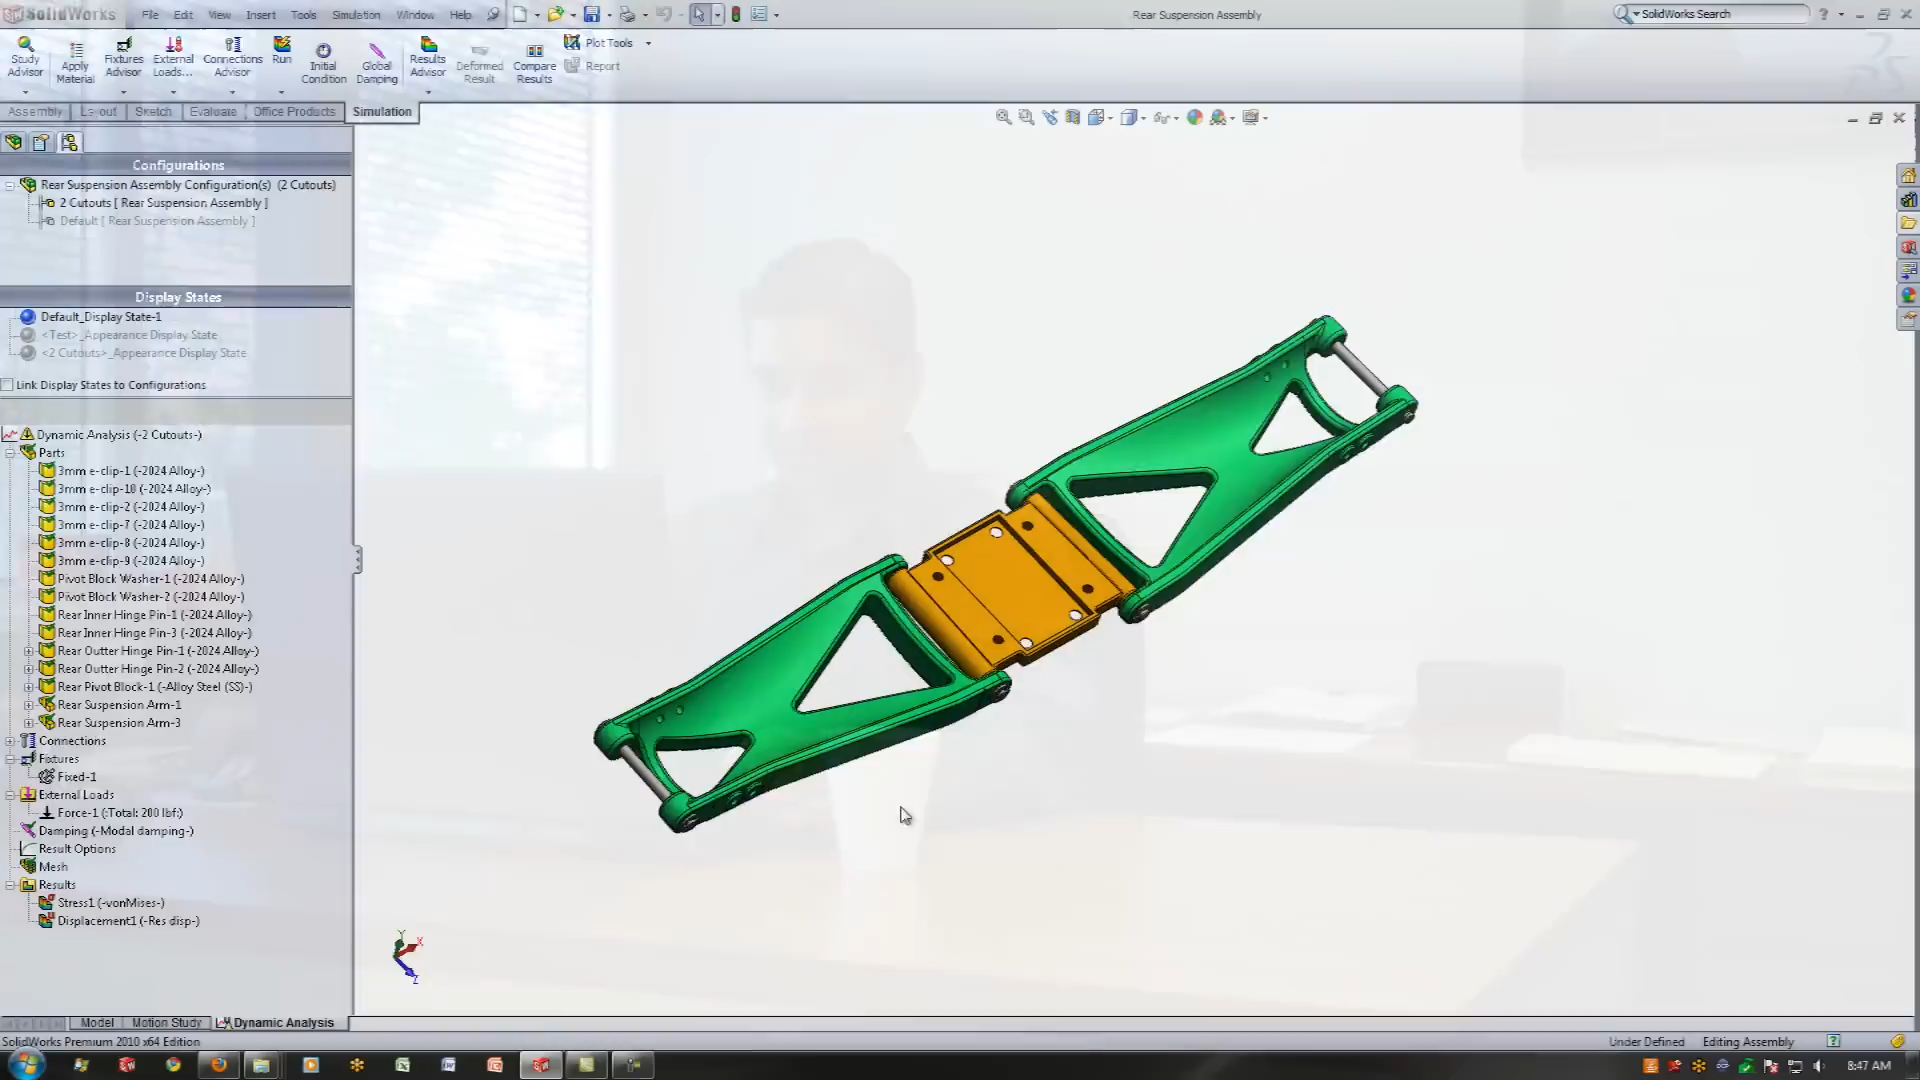 SolidWorks File Edit View Insert Tools Simulation Window Help Rear Suspension Assembly SolidWorks Search ?
Study Advisor
Apply Material
Fixtures Advisor
External Loads...
Connections Advisor
Run
Initial Condition
Global Damping
Results Advisor
Deformed Result
Compare Results
Plot Tools
Report
Assembly Layout Sketch Evaluate Office Products Simulation
Configurations
Rear Suspension Assembly Configuration(s) (2 Cutouts)
2 Cutouts [ Rear Suspension Assembly ]
Default [ Rear Suspension Assembly ]
Display States
Default_Display State-1
<Test>_Appearance Display State
<2 Cutouts>_Appearance Display State
Link Display States to Configurations
Dynamic Analysis (-2 Cutouts-)
Parts
3mm e-clip-1 (-2024 Alloy-)
3mm e-clip-10 (-2024 Alloy-)
3mm e-clip-2 (-2024 Alloy-)
3mm e-clip-7 (-2024 Alloy-)
3mm e-clip-8 (-2024 Alloy-)
3mm e-clip-9 (-2024 Alloy-)
Pivot Block Washer-1 (-2024 Alloy-)
Pivot Block Washer-2 (-2024 Alloy-)
Rear Inner Hinge Pin-1 (-2024 Alloy-)
Rear Inner Hinge Pin-3 (-2024 Alloy-)
Rear Outter Hinge Pin-1 (-2024 Alloy-)
Rear Outter Hinge Pin-2 (-2024 Alloy-)
Rear Pivot Block-1 (-Alloy Steel (SS)-)
Rear Suspension Arm-1
Rear Suspension Arm-3
Connections
Fixtures
Fixed-1
External Loads
Force-1 (:Total: 200 lbf:)
Damping (-Modal damping-)
Result Options
Mesh
Results
Stress1 (-vonMises-)
Displacement1 (-Res disp-)
Y
X
Z
Model Motion Study Dynamic Analysis
SolidWorks Premium 2010 x64 Edition Under Defined Editing Assembly
8:47 AM